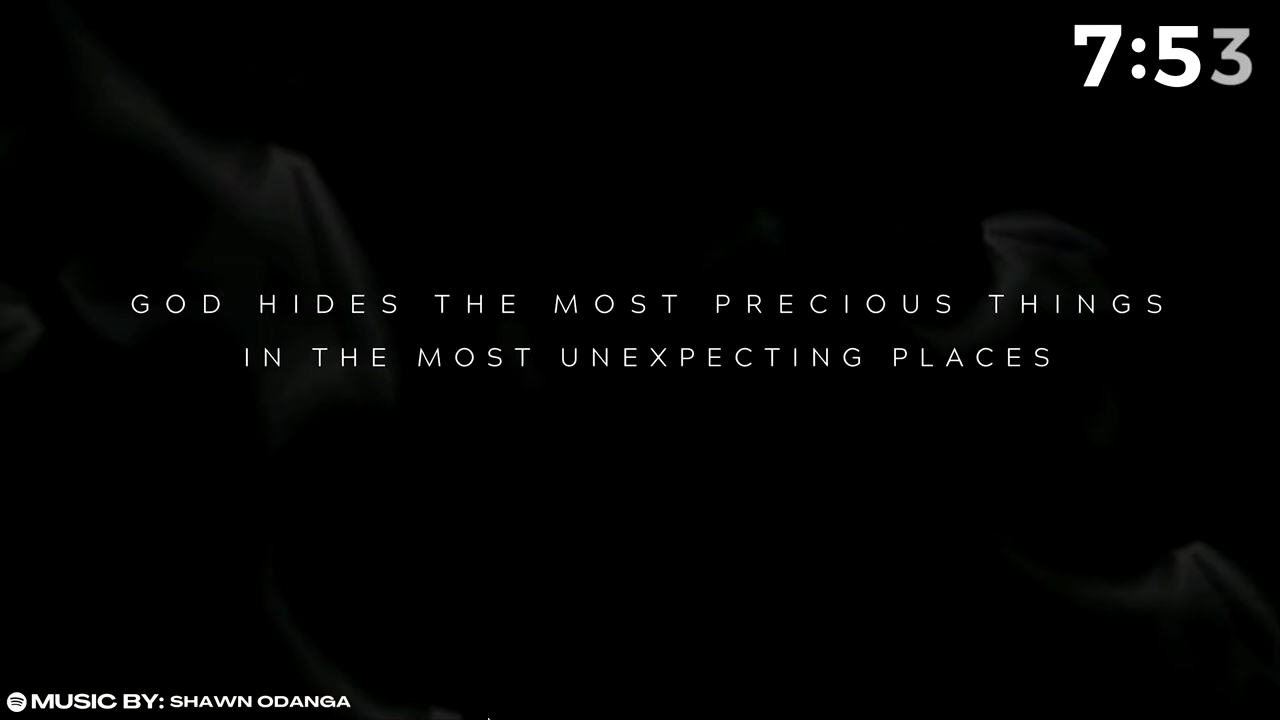 7:53
GOD HIDES THE MOST PRECIOUS THINGS
IN THE MOST UNEXPECTING PLACES
MUSIC BY: SHAWN ODANGA